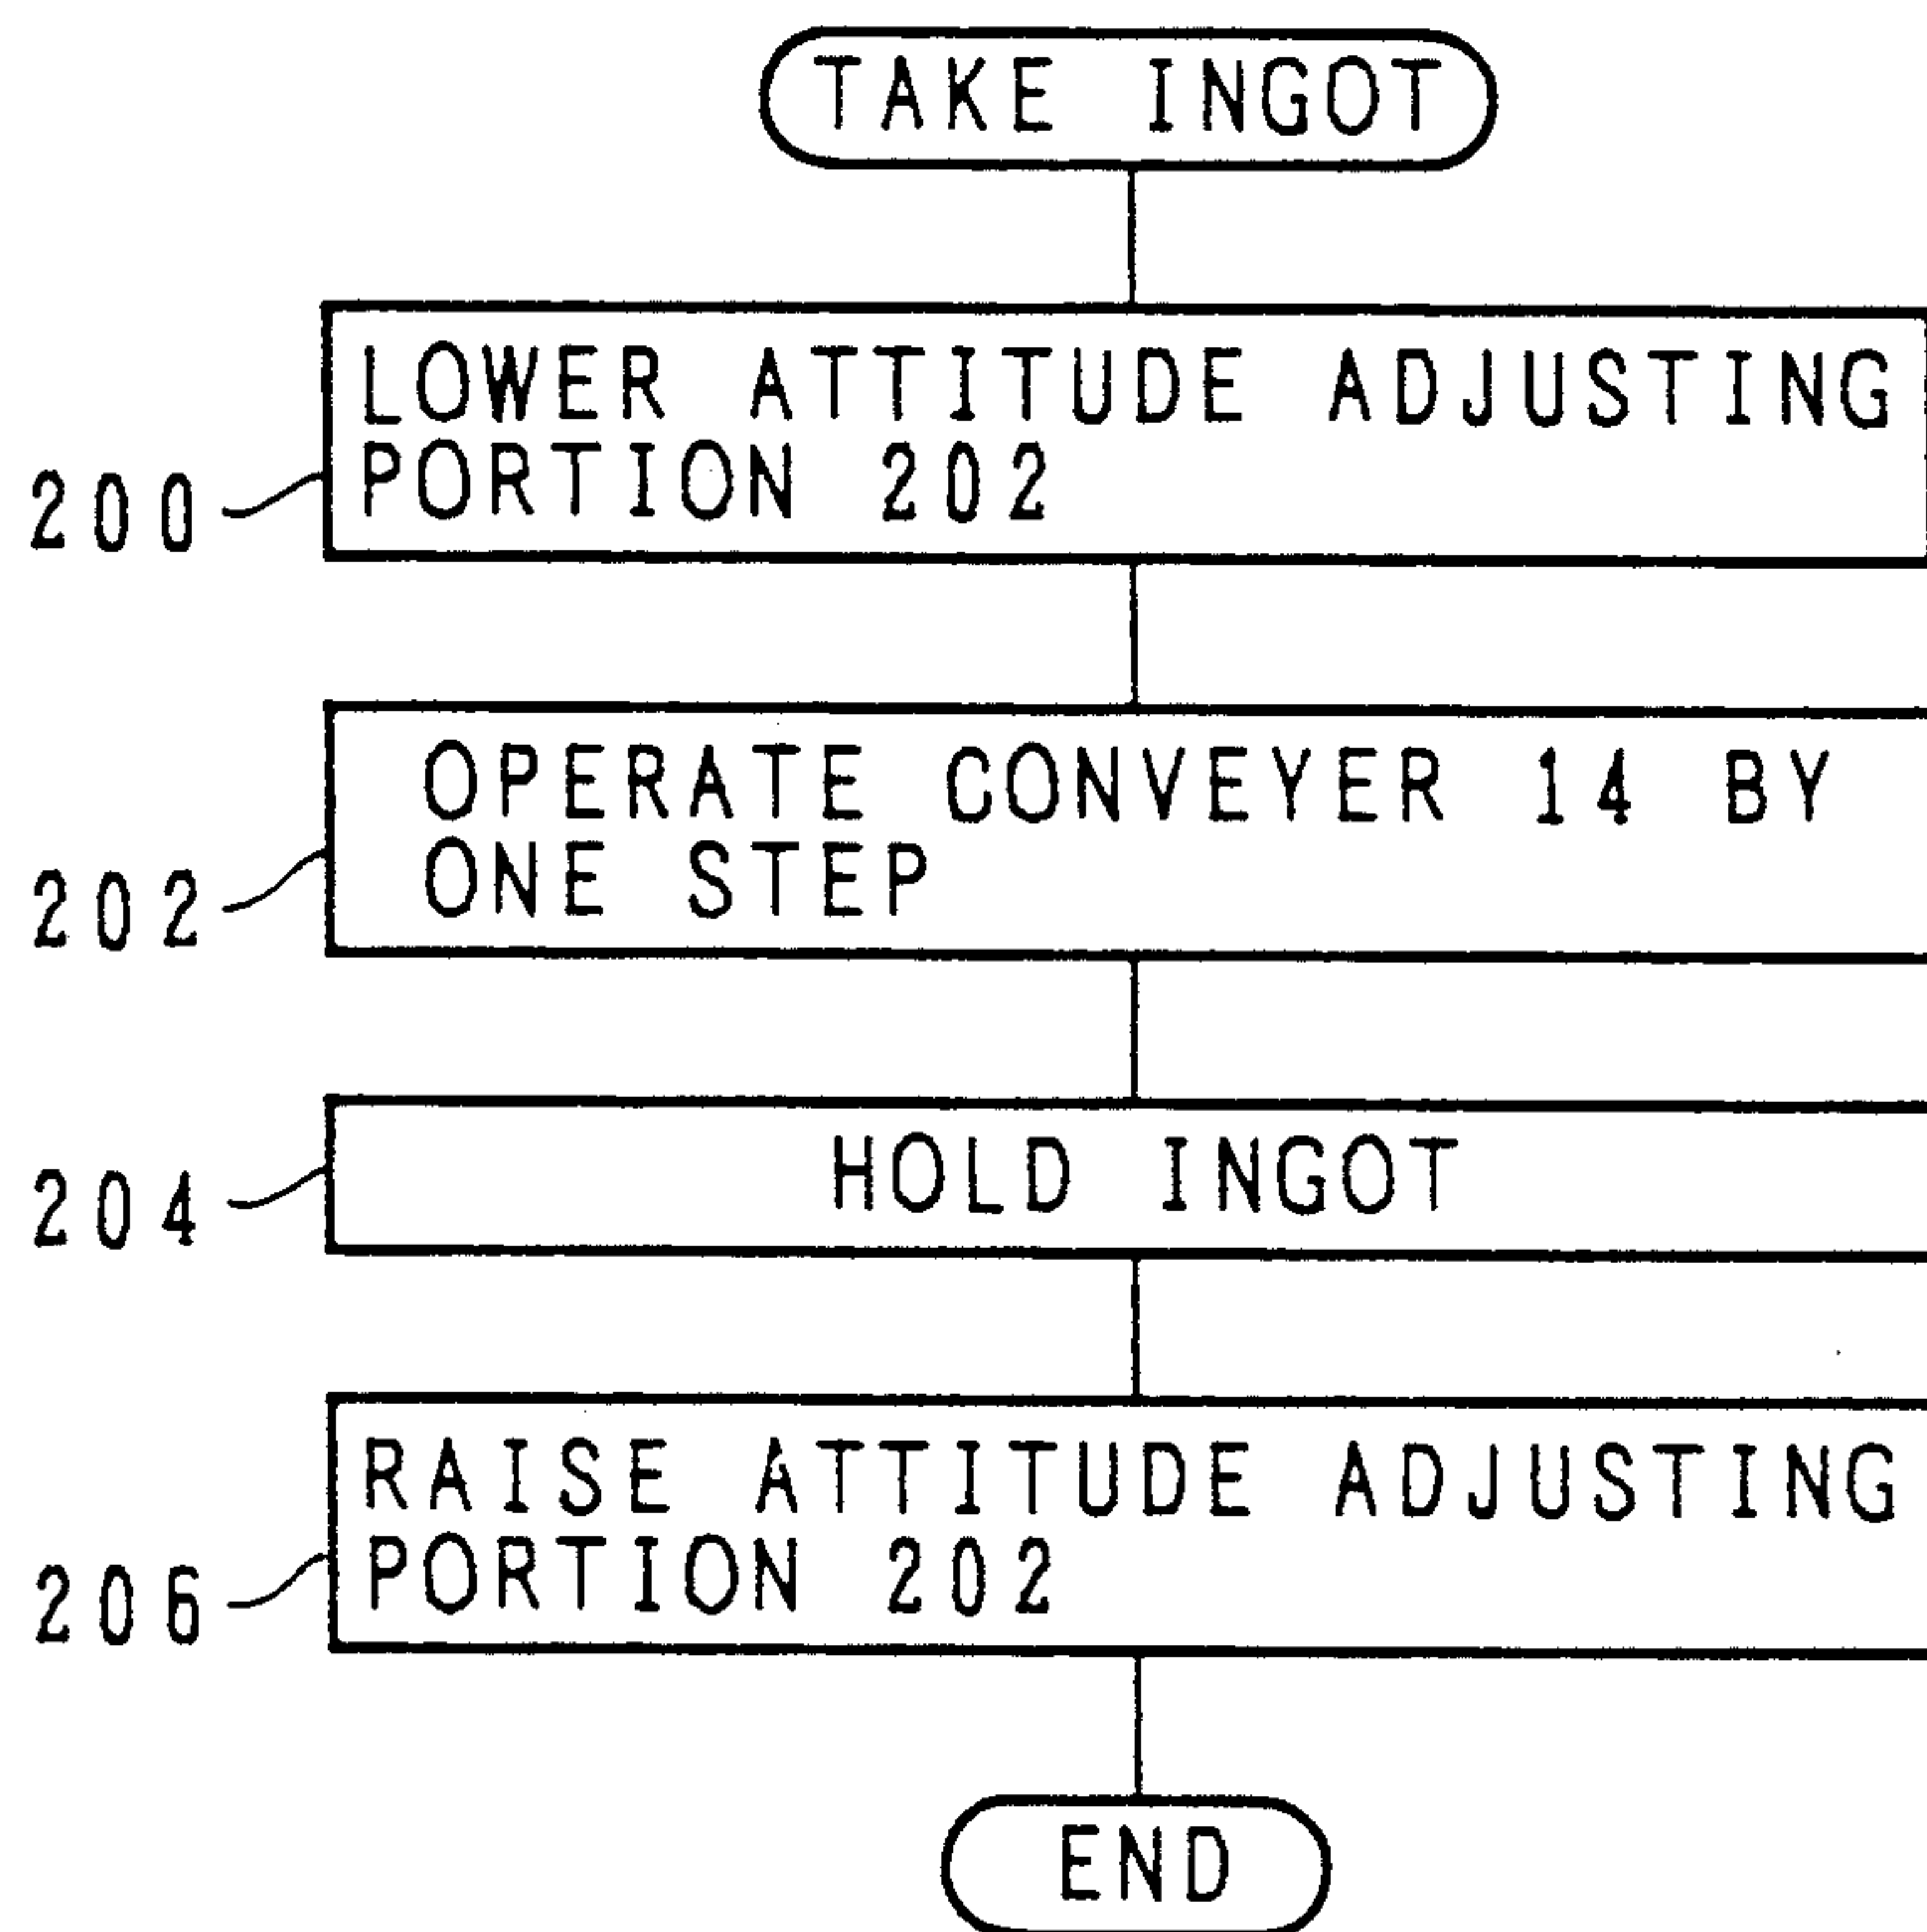 TAKE INGOT
LOWER ATTITUDE ADJUSTING
PORTION 202
200
OPERATE CONVEYER 14 BY
ONE STEP
202
HOLD INGOT
204
RAISE ATTITUDE ADJUSTING
PORTION 202
206
END